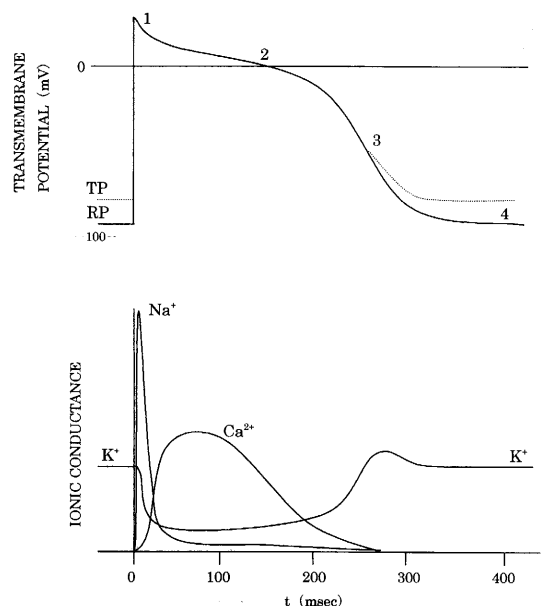 TRANSMEMBRANE
POTENTIAL (mV)
1
2
0
3
TP
RP
4
100
IONIC CONDUCTANCE
Na⁺
Ca²⁺
K⁺
K⁺
0 100 200 300 400
t (msec)